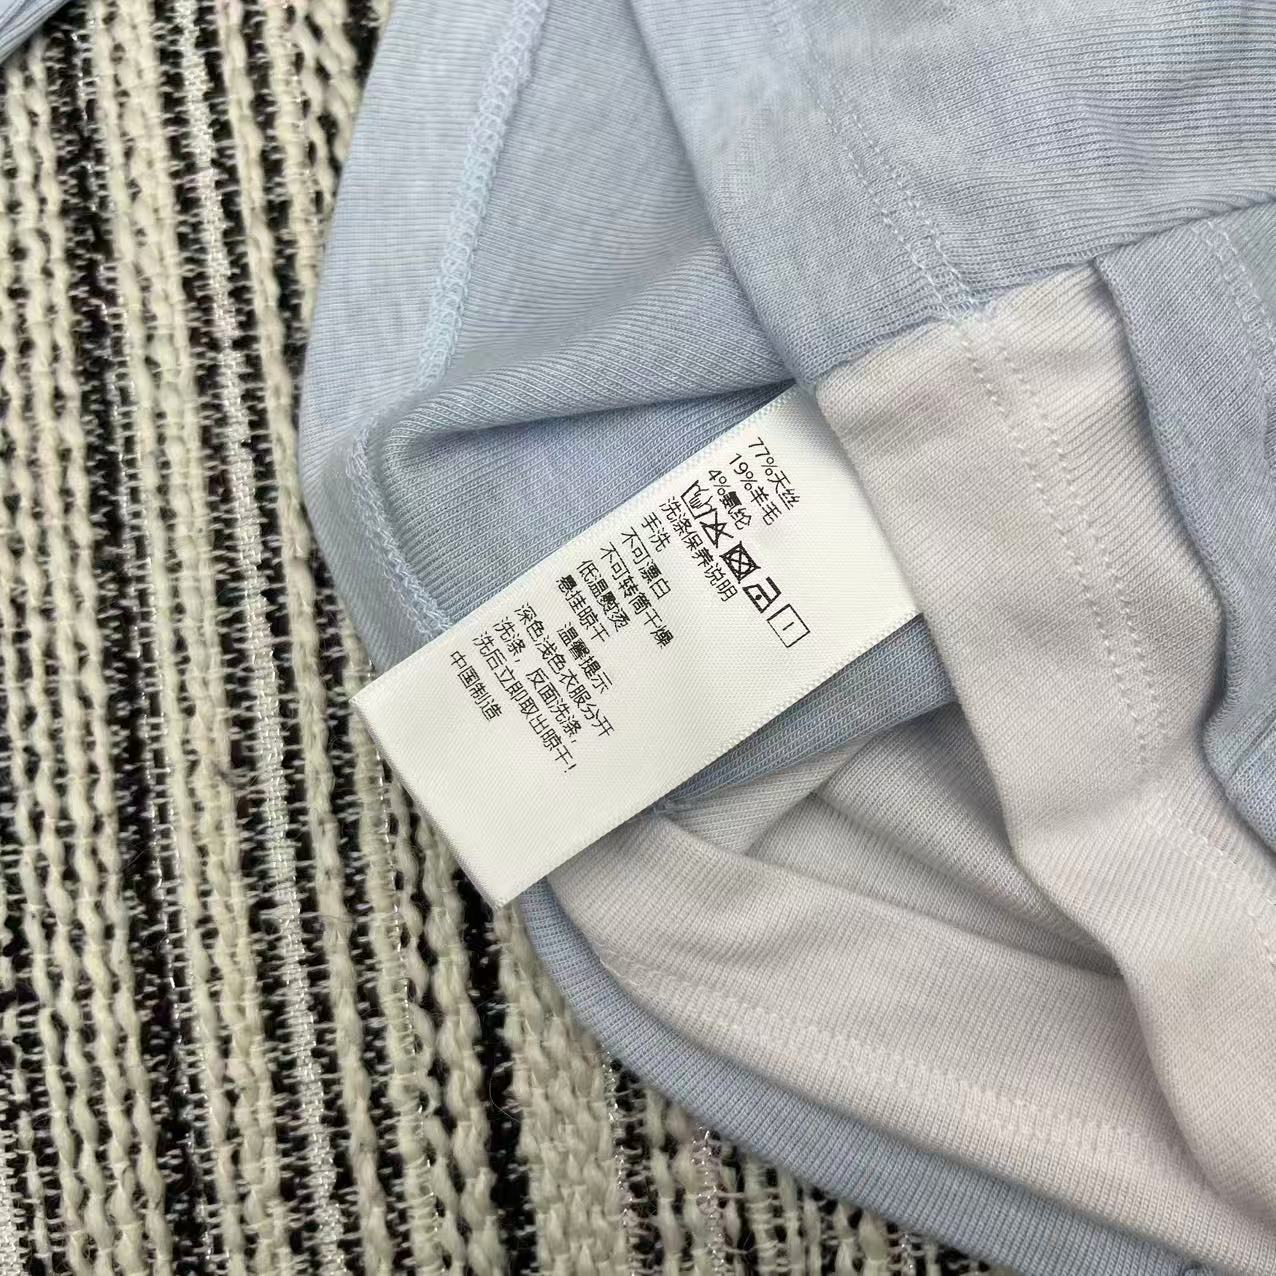 77%天丝
19%羊毛
4%氨纶
洗涤保养说明
手洗
不可漂白
不可转筒干燥
低温熨烫
悬挂晾干
温馨提示
深色浅色衣服分开
洗涤，反面洗涤，
洗后立即取出晾干!
中国制造